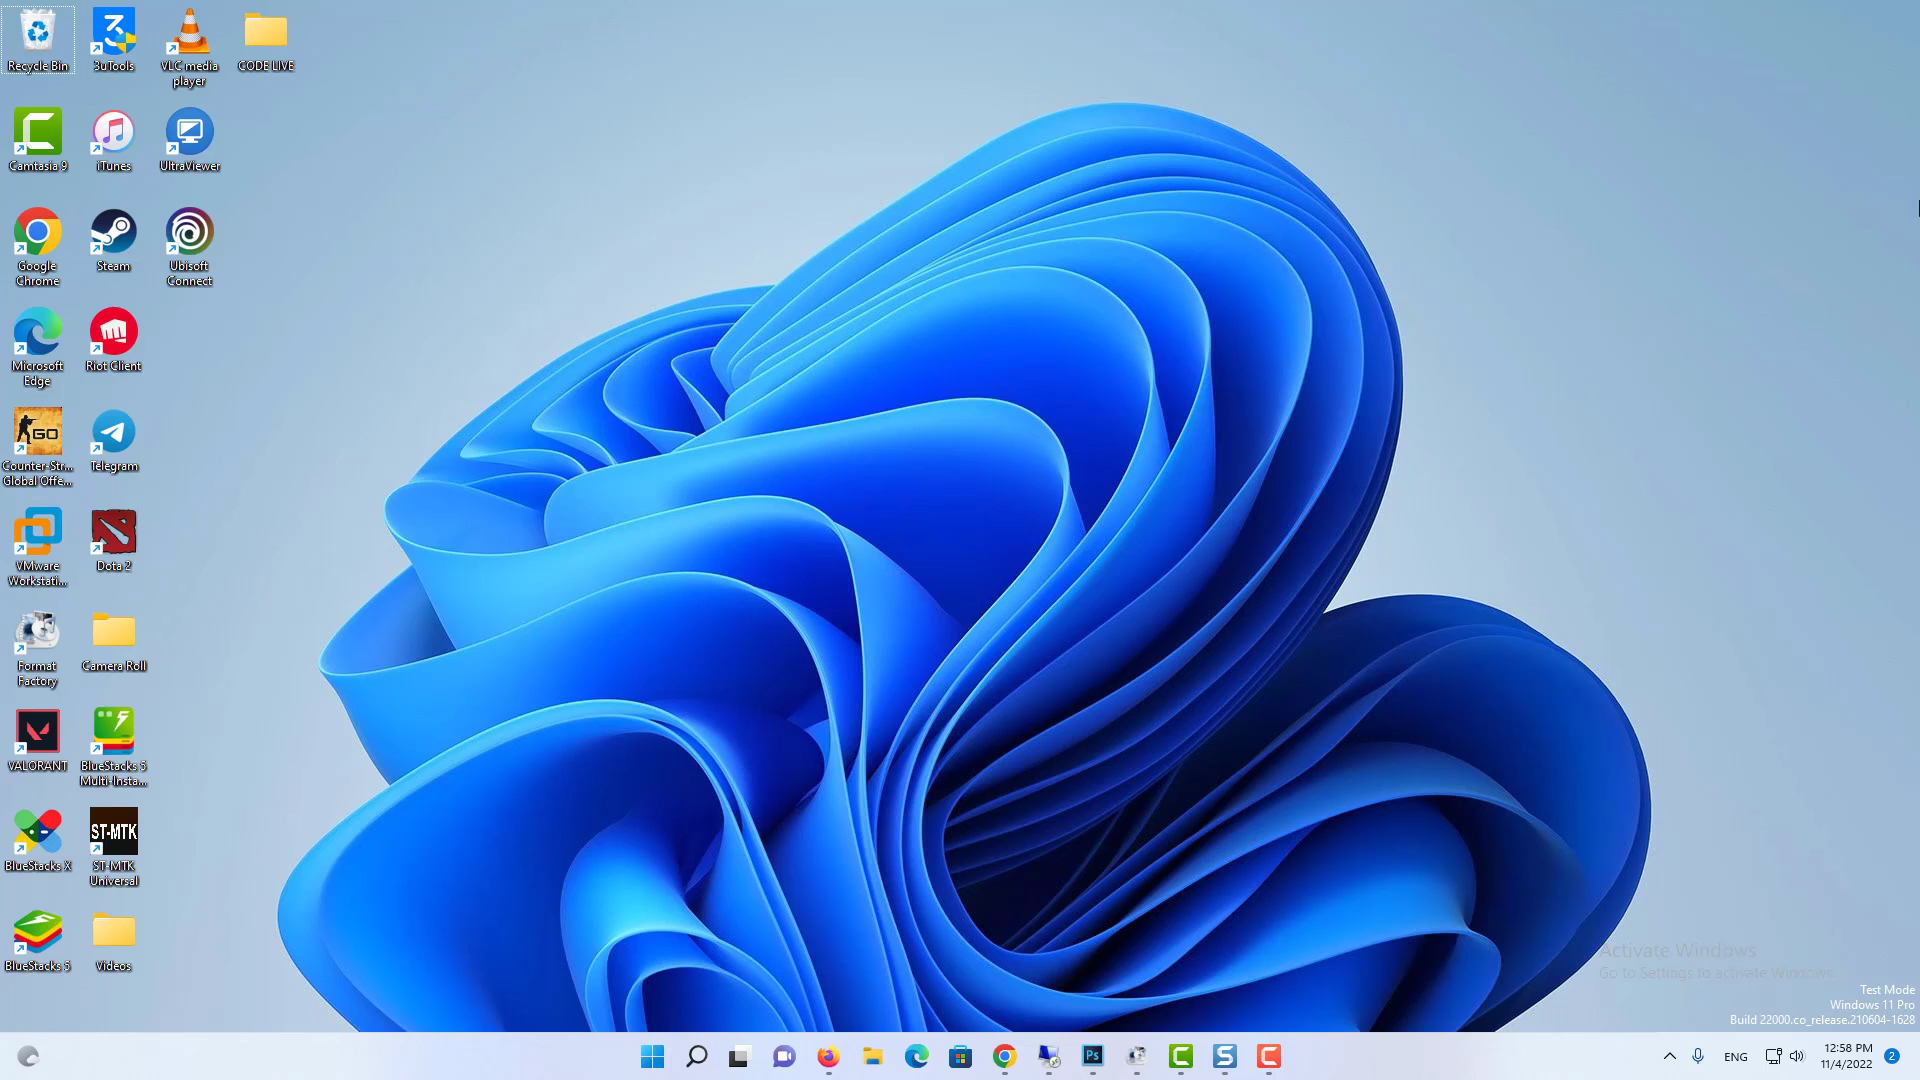 Recycle Bin
3uTools
VLC media
player
CODE LIVE
Camtasia 9
iTunes
UltraViewer
Google
Chrome
Steam
Ubisoft
Connect
Microsoft
Edge
Riot Client
GO
Counter-Str...
Global Offe...
Telegram
VMware
Workstati...
Dota 2
Format
Factory
Camera Roll
VALORANT
BlueStacks 5
Multi-Insta...
BlueStacks X
ST-MTK
ST-MTK
Universal
BlueStacks 5
Videos
Activate Windows
Go to Settings to activate Windows.
Test Mode
Windows 11 Pro
Build 22000.co_release.210604-1628
Ps
S
ENG
12:58 PM
11/4/2022
2